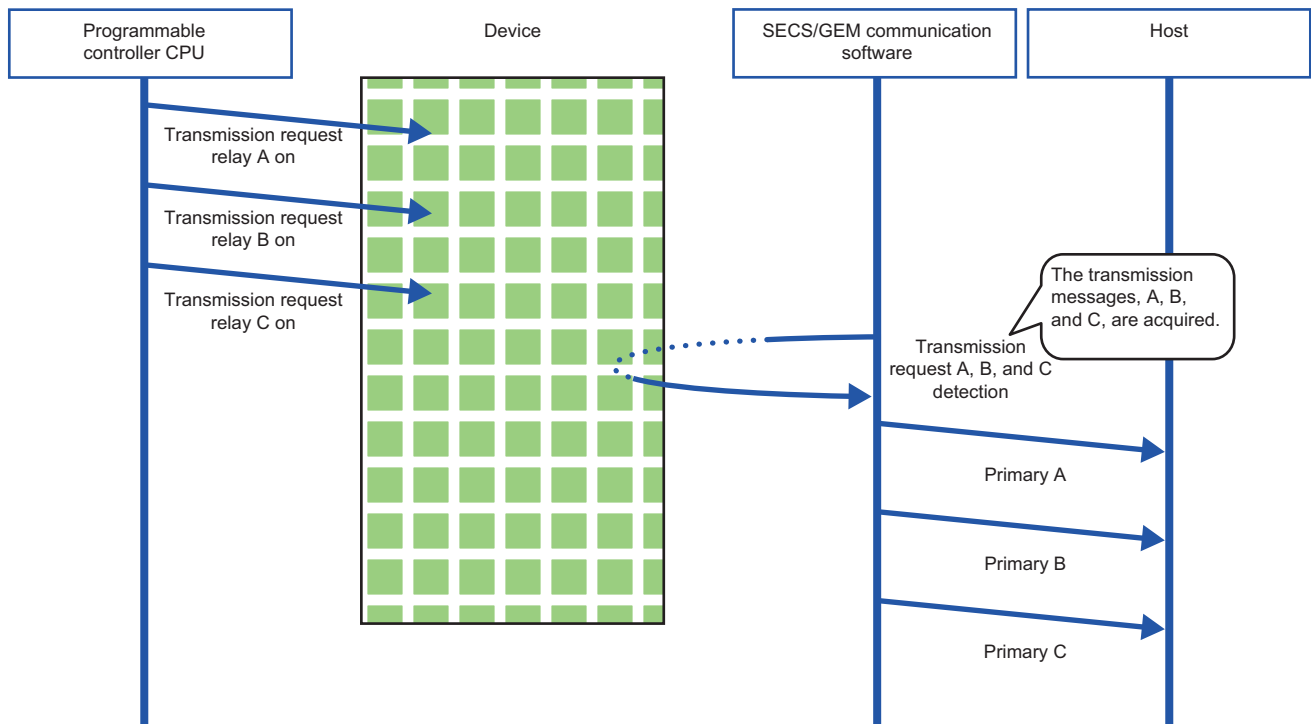 Programmable
controller CPU
Device
SECS/GEM communication
software
Host
Transmission request
relay A on
Transmission request
relay B on
Transmission request
relay C on
The transmission
messages, A, B,
and C, are acquired.
Transmission
request A, B, and C
detection
Primary A
Primary B
Primary C